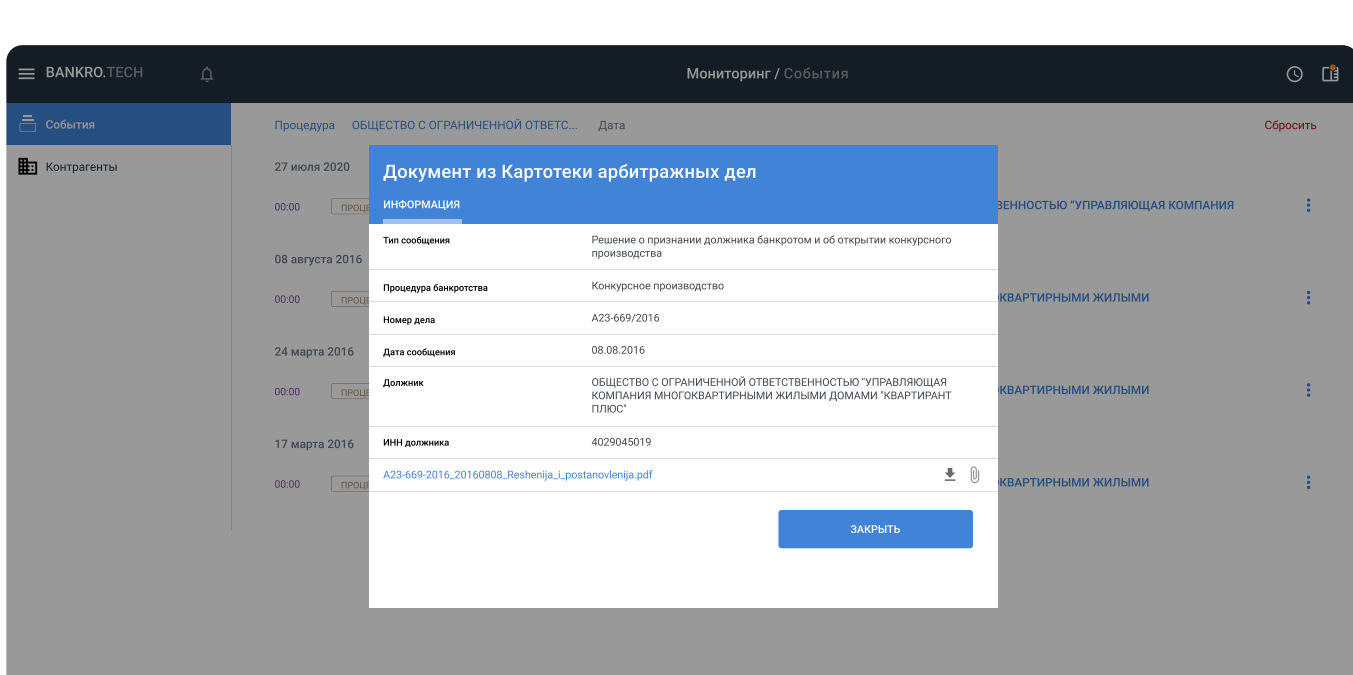 BANKRO.TECH
Мониторинг / События
События
Процедура ОБЩЕСТВО С ОГРАНИЧЕННОЙ ОТВЕТС... Дата Сбросить
Контрагенты
27 июля 2020
Документ из Картотеки арбитражных дел
ИНФОРМАЦИЯ
00:00 ВЕННОСТЬЮ "УПРАВЛЯЮЩАЯ КОМПАНИЯ
Тип сообщения Решение о признании должника банкротом и об открытии конкурсного
производства
08 августа 2016
Процедура банкротства Конкурсное производство
00:00 КВАРТИРНЫМИ ЖИЛЫМИ
Номер дела А23-669/2016
24 марта 2016
Дата сообщения 08.08.2016
Должник ОБЩЕСТВО С ОГРАНИЧЕННОЙ ОТВЕТСТВЕННОСТЬЮ "УПРАВЛЯЮЩАЯ
КОМПАНИЯ МНОГОКВАРТИРНЫМИ ЖИЛЫМИ ДОМАМИ "КВАРТИРАНТ
ПЛЮС"
00:00 КВАРТИРНЫМИ ЖИЛЫМИ
17 марта 2016
ИНН должника 4029045019
A23-669-2016_20160808_Reshenija_i_postanovlenija.pdf
00:00 КВАРТИРНЫМИ ЖИЛЫМИ
ЗАКРЫТЬ